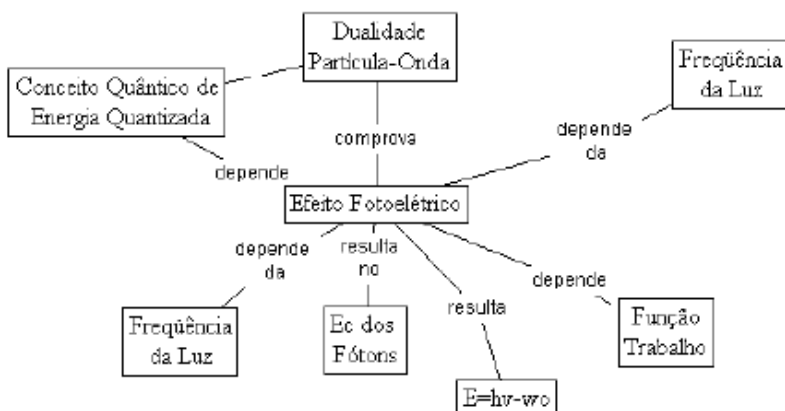 Dualidade
Partícula-Onda
Conceito Quântico de
Energia Quantizada
Freqüência
da Luz
comprova
depende
da
depende
Efeito Fotoelétrico
depende
da
resulta
no
resulta
depende
Freqüência
da Luz
Ec dos
Fótons
Função
Trabalho
E=hv-wo